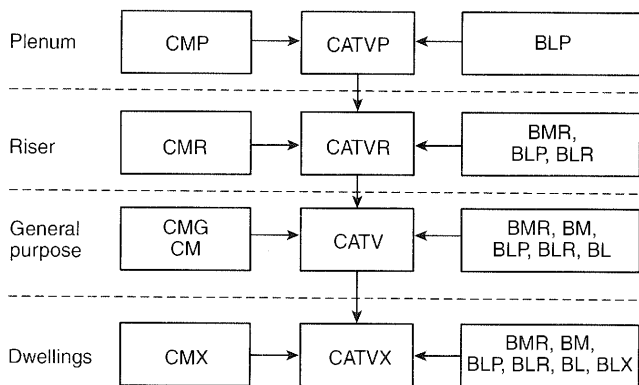 Plenum
CMP
CATVP
BLP
Riser
CMR
CATVR
BMR,
BLP, BLR
General
purpose
CMG
CM
CATV
BMR, BM,
BLP, BLR, BL
Dwellings
CMX
CATVX
BMR, BM,
BLP, BLR, BL, BLX